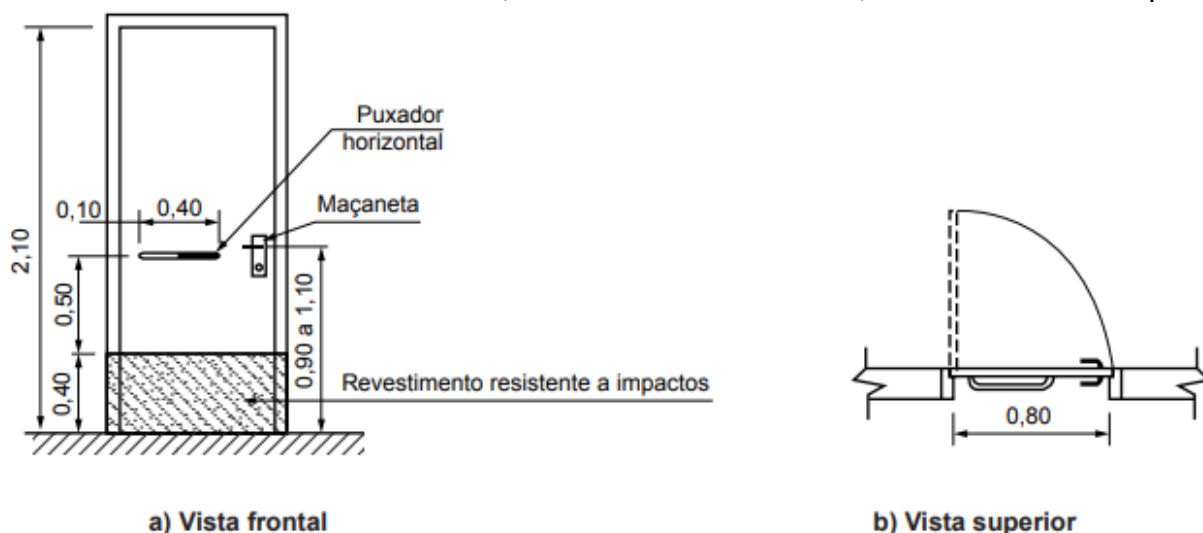 Puxador
horizontal
0,10
0,40
Maçaneta
2,10
0,50
0,90 a 1,10
0,40
Revestimento resistente a impactos
0,80
a) Vista frontal
b) Vista superior